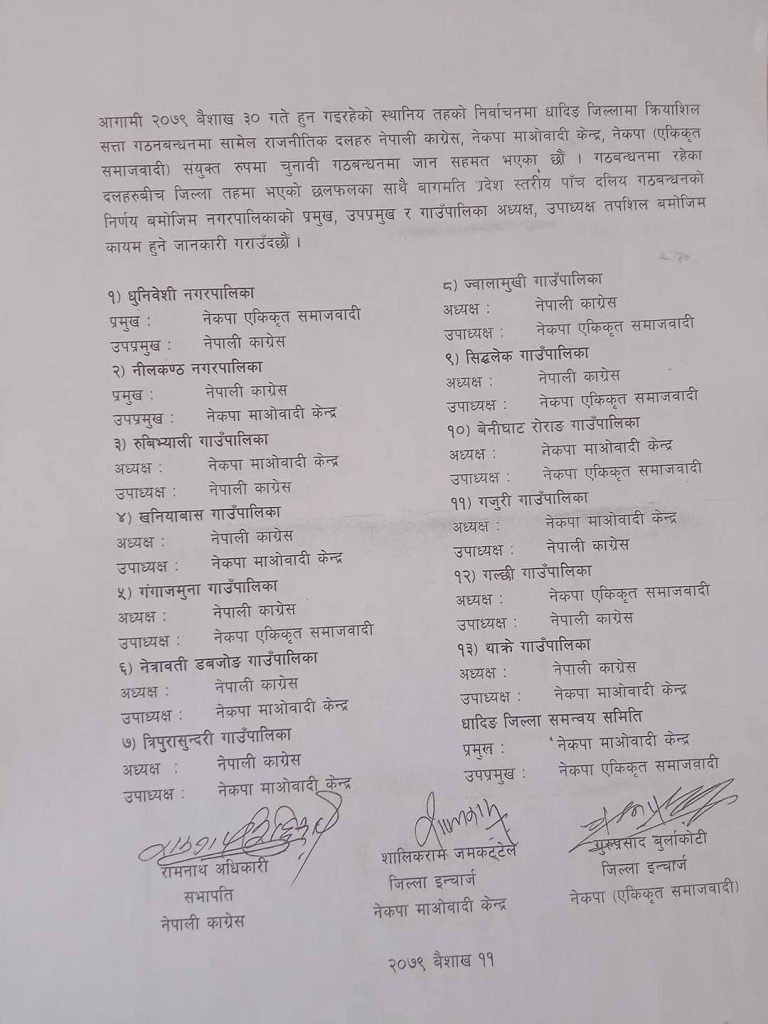 आगामी २०७९ बैशाख ३० गते हुन गइरहेको स्थानिय तहको निर्वाचनमा धादिङ जिल्लामा क्रियाशिल
सत्ता गठनबन्धनमा सामेल राजनीतिक दलहरु नेपाली काग्रेस, नेकपा माओवादी केन्द्र, नेकपा (एकिकृत
समाजवादी) संयुक्त रुपमा चुनावी गठबन्धनमा जान सहमत भएका छौं । गठबन्धनमा रहेका
दलहरुबीच जिल्ला तहमा भएको छलफलका साथै बागमति प्रदेश स्तरीय पाँच दलिय गठबन्धनको
निर्णय बमोजिम नगरपालिकाको प्रमुख, उपप्रमुख र गाउँपालिका अध्यक्ष, उपाध्यक्ष तपशिल बमोजिम
कायम हुने जानकारी गराउँदछौं ।
१) धुनिवेशी नगरपालिका
प्रमुख : नेकपा एकिकृत समाजवादी
उपप्रमुख : नेपाली काग्रेस
२) नीलकण्ठ नगरपालिका
प्रमुख : नेपाली काग्रेस
उपप्रमुख : नेकपा माओवादी केन्द्र
३) रुबिभ्याली गाउँपालिका
अध्यक्ष : नेकपा माओवादी केन्द्र
उपाध्यक्ष : नेपाली काग्रेस
४) खनियाबास गाउँपालिका
अध्यक्ष : नेपाली काग्रेस
उपाध्यक्ष : नेकपा माओवादी केन्द्र
५) गंगाजमुना गाउँपालिका
अध्यक्ष : नेपाली काग्रेस
उपाध्यक्ष : नेकपा एकिकृत समाजवादी
६) नेत्रावती डबजोङ गाउँपालिका
अध्यक्ष : नेपाली काग्रेस
उपाध्यक्ष : नेकपा माओवादी केन्द्र
७) त्रिपुरासुन्दरी गाउँपालिका
अध्यक्ष : नेपाली काग्रेस
उपाध्यक्ष : नेकपा माओवादी केन्द्र
८) ज्वालामुखी गाउँपालिका
अध्यक्ष : नेपाली काग्रेस
उपाध्यक्ष : नेकपा एकिकृत समाजवादी
९) सिद्धलेक गाउँपालिका
अध्यक्ष : नेपाली काग्रेस
उपाध्यक्ष : नेकपा एकिकृत समाजवादी
१०) बेनीघाट रोराङ गाउँपालिका
अध्यक्ष : नेकपा माओवादी केन्द्र
उपाध्यक्ष : नेकपा एकिकृत समाजवादी
११) गजुरी गाउँपालिका
अध्यक्ष : नेकपा माओवादी केन्द्र
उपाध्यक्ष : नेपाली काग्रेस
१२) गल्छी गाउँपालिका
अध्यक्ष : नेकपा एकिकृत समाजवादी
उपाध्यक्ष : नेपाली काग्रेस
१३) थाक्रे गाउँपालिका
अध्यक्ष : नेपाली काग्रेस
उपाध्यक्ष : नेकपा माओवादी केन्द्र
धादिङ जिल्ला समन्वय समिति
प्रमुख : नेकपा माओवादी केन्द्र
उपप्रमुख : नेकपा एकिकृत समाजवादी
रामनाथ अधिकारी
सभापति
नेपाली काग्रेस
शालिकराम जमकट्टेल
जिल्ला इन्चार्ज
नेकपा माओवादी केन्द्र
गुरुप्रसाद बुर्लाकोटी
जिल्ला इन्चार्ज
नेकपा (एकिकृत समाजवादी)
२०७९ बैशाख ११